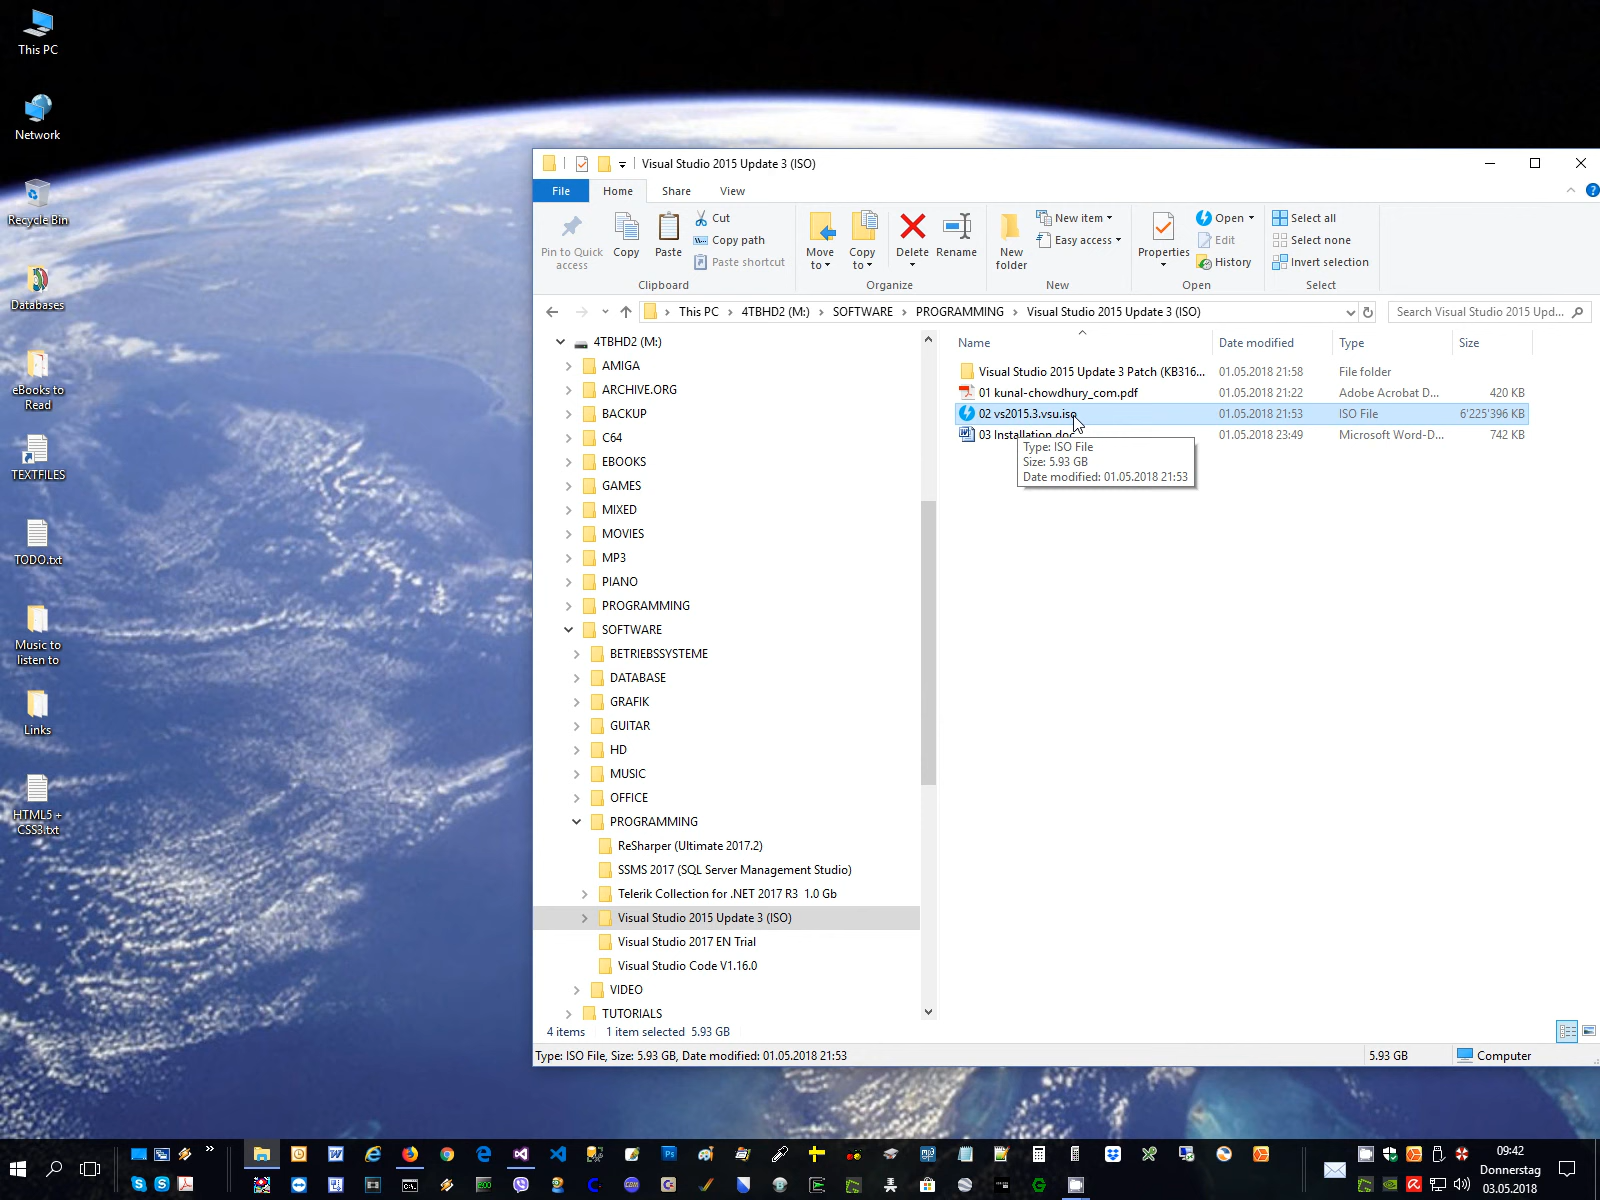 This PC
Network
Recycle Bin
Databases
eBooks to
Read
TEXTFILES
TODO.txt
Music to
listen to
Links
HTML5 +
CSS3.txt
Visual Studio 2015 Update 3 (ISO)
File
Home
Share
View
Pin to Quick
access
Copy
Paste
Cut
Copy path
Paste shortcut
Clipboard
Move
to
Copy
to
Delete
Rename
Organize
New
folder
New item
Easy access
New
Properties
Open
Edit
History
Open
Select all
Select none
Invert selection
Select
This PC
4TBHD2 (M:)
SOFTWARE
PROGRAMMING
Visual Studio 2015 Update 3 (ISO)
Search Visual Studio 2015 Upd...
4TBHD2 (M:)
AMIGA
ARCHIVE.ORG
BACKUP
C64
EBOOKS
GAMES
MIXED
MOVIES
MP3
PIANO
PROGRAMMING
SOFTWARE
BETRIEBSSYSTEME
DATABASE
GRAFIK
GUITAR
HD
MUSIC
OFFICE
PROGRAMMING
ReSharper (Ultimate 2017.2)
SSMS 2017 (SQL Server Management Studio)
Telerik Collection for .NET 2017 R3  1.0 Gb
Visual Studio 2015 Update 3 (ISO)
Visual Studio 2017 EN Trial
Visual Studio Code V1.16.0
VIDEO
TUTORIALS
Name Date modified Type Size
Visual Studio 2015 Update 3 Patch (KB316... 01.05.2018 21:58 File folder
01 kunal-chowdhury_com.pdf 01.05.2018 21:22 Adobe Acrobat D... 420 KB
02 vs2015.3.vsu.iso 01.05.2018 21:53 ISO File 6'225'396 KB
03 Installation.doc 01.05.2018 23:49 Microsoft Word-D... 742 KB
Type: ISO File
Size: 5.93 GB
Date modified: 01.05.2018 21:53
4 items
1 item selected  5.93 GB
Type: ISO File, Size: 5.93 GB, Date modified: 01.05.2018 21:53
5.93 GB
Computer
09:42
Donnerstag
03.05.2018